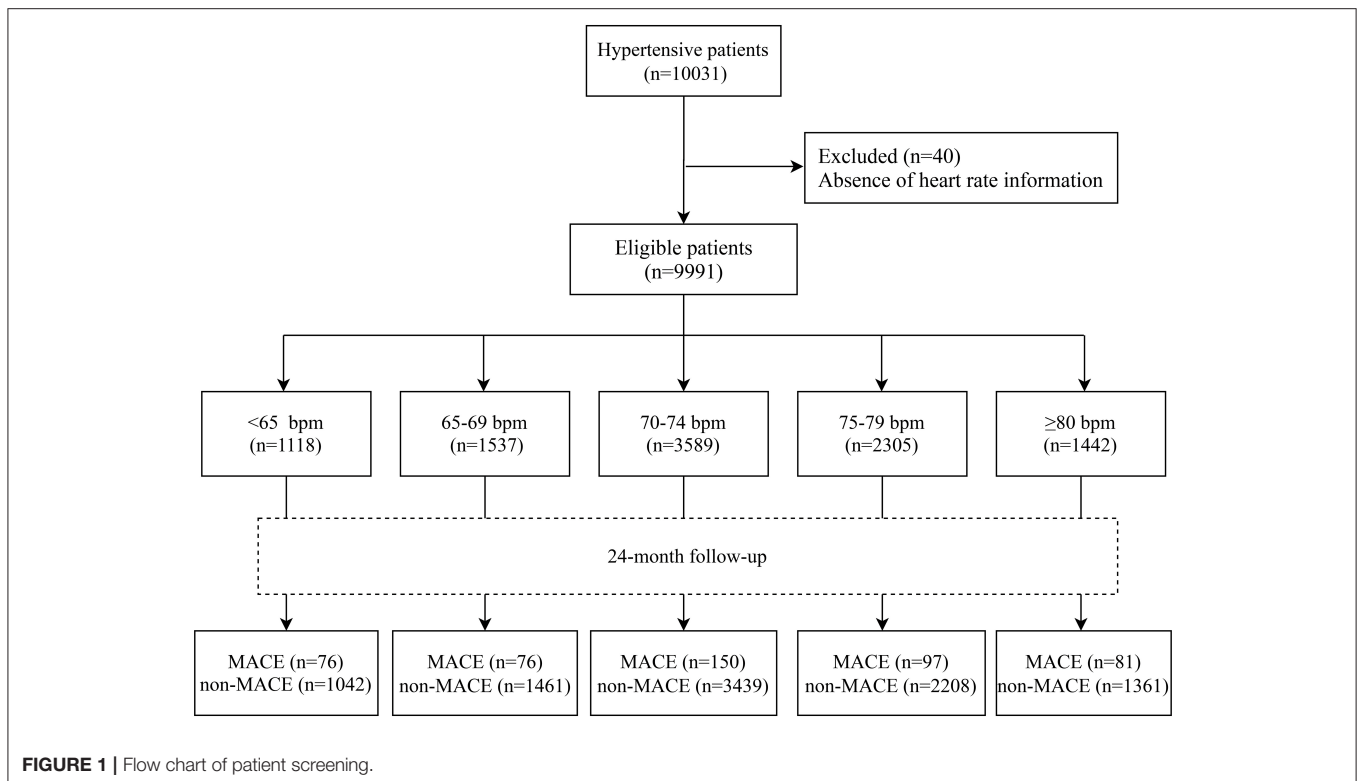 Hypertensive patients
(n=10031)
Excluded (n=40)
Absence of heart rate information
Eligible patients
(n=9991)
<65 bpm
(n=1118)
65-69 bpm
(n=1537)
70-74 bpm
(n=3589)
75-79 bpm
(n=2305)
≥80 bpm
(n=1442)
24-month follow-up
MACE (n=76)
non-MACE (n=1042)
MACE (n=76)
non-MACE (n=1461)
MACE (n=150)
non-MACE (n=3439)
MACE (n=97)
non-MACE (n=2208)
MACE (n=81)
non-MACE (n=1361)
FIGURE 1 | Flow chart of patient screening.